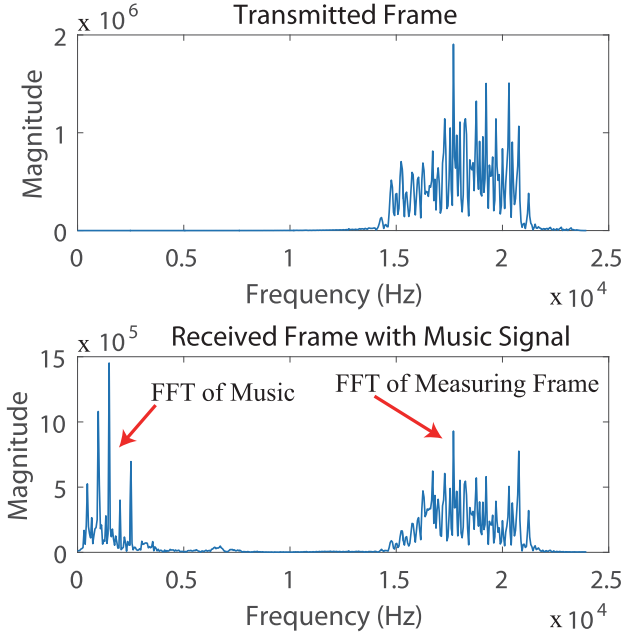 Transmitted Frame
x 10^6
2
1
0
Magnitude
0 0.5 1 1.5 2 2.5
Frequency (Hz)
x 10^4
Received Frame with Music Signal
x 10^5
15
10
5
0
Magnitude
FFT of Music
FFT of Measuring Frame
0 0.5 1 1.5 2 2.5
Frequency (Hz)
x 10^4